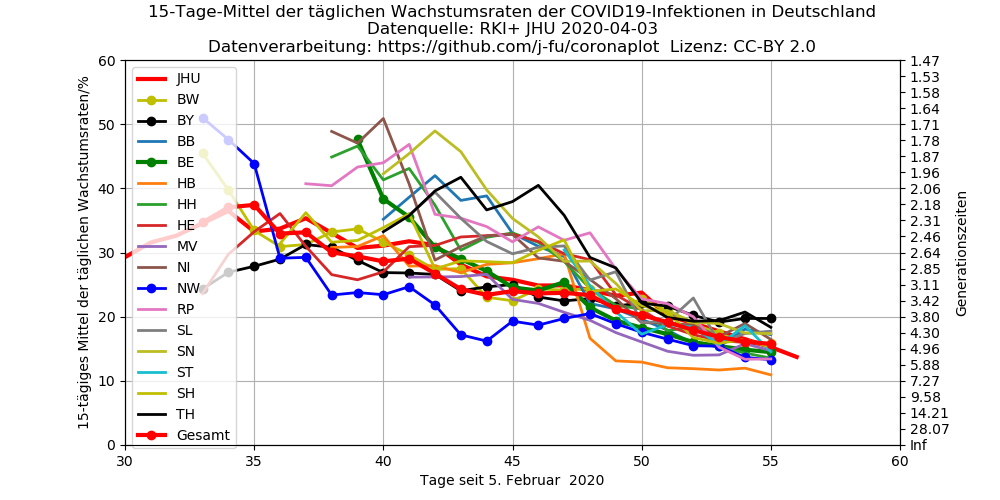 15-Tage-Mittel der täglichen Wachstumsraten der COVID19-Infektionen in Deutschland
Datenquelle: RKI+ JHU 2020-04-03
Datenverarbeitung: https://github.com/j-fu/coronaplot  Lizenz: CC-BY 2.0
15-tägiges Mittel der täglichen Wachstumsraten/%
60
50
40
30
20
10
0
JHU
BW
BY
BB
BE
HB
HH
HE
MV
NI
NW
RP
SL
SN
ST
SH
TH
Gesamt
1.47
1.53
1.58
1.64
1.71
1.78
1.87
1.96
2.06
2.18
2.31
2.46
2.64
2.85
3.11
3.42
3.80
4.30
4.96
5.88
7.27
9.58
14.21
28.07
Inf
Generationszeiten
30 35 40 45 50 55 60
Tage seit 5. Februar  2020